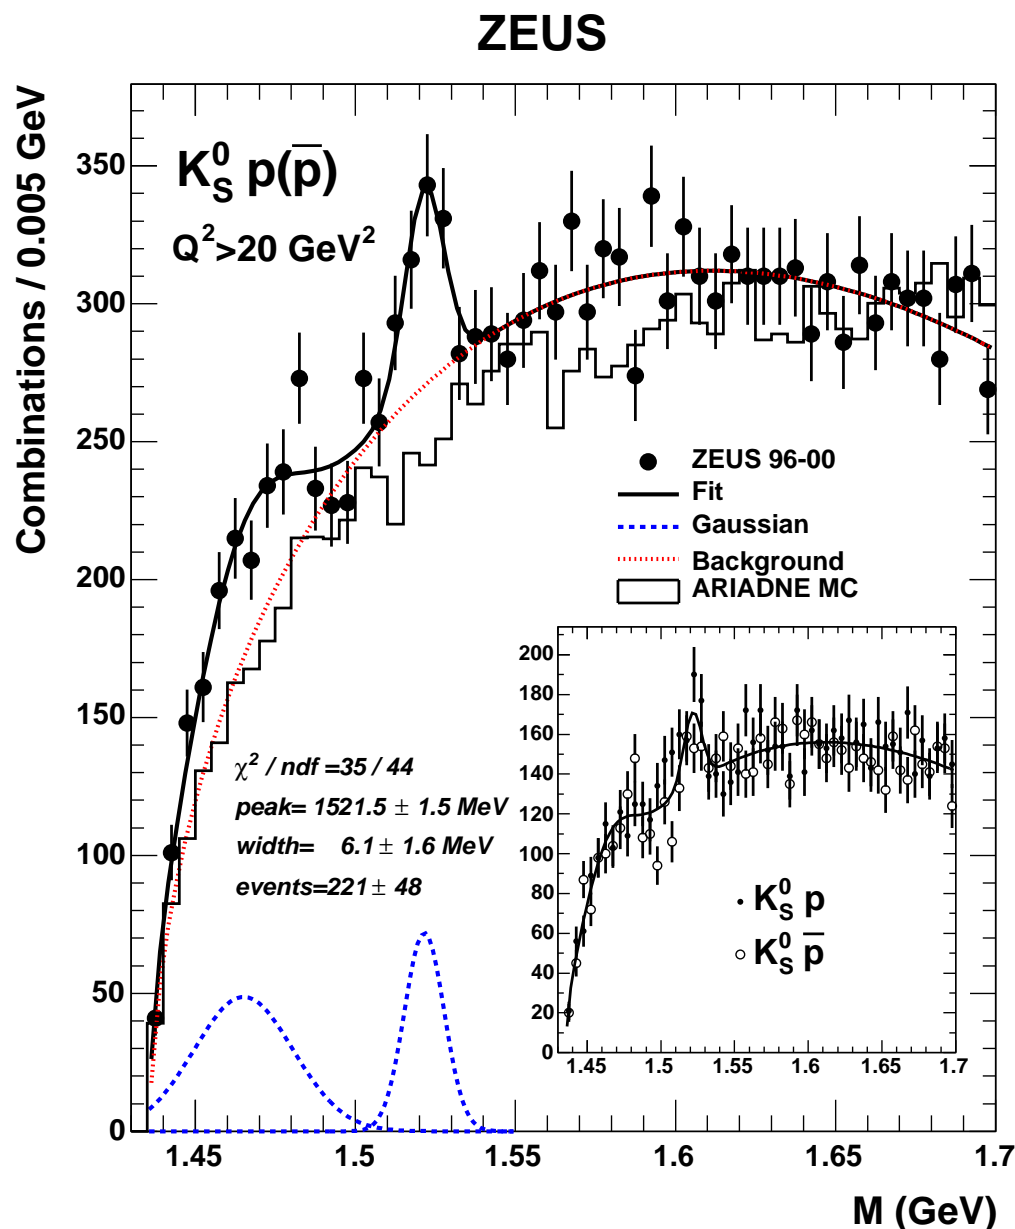 ZEUS
Combinations / 0.005 GeV
350
300
250
200
150
100
50
0
K⁰_S p(p̅)
Q²>20 GeV²
ZEUS 96-00
Fit
Gaussian
Background
ARIADNE MC
χ² / ndf =35 / 44
peak= 1521.5 ± 1.5 MeV
width= 6.1 ± 1.6 MeV
events=221 ± 48
200
180
160
140
120
100
80
60
40
20
0
K⁰_S p
K⁰_S p̅
1.45 1.5 1.55 1.6 1.65 1.7
1.45 1.5 1.55 1.6 1.65 1.7
M (GeV)